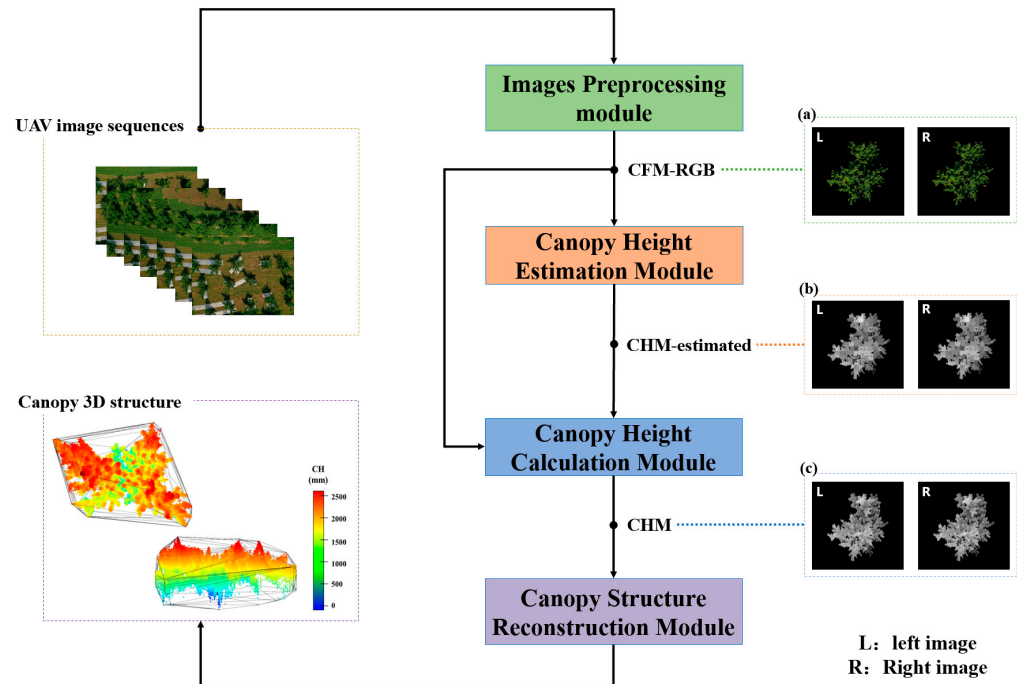 UAV image sequences
Images Preprocessing
module
CFM-RGB
(a)
L
R
Canopy Height
Estimation Module
CHM-estimated
(b)
L
R
Canopy 3D structure
CH
(mm)
2500
2000
1500
1000
500
0
Canopy Height
Calculation Module
CHM
(c)
L
R
Canopy Structure
Reconstruction Module
L： left image
R： Right image